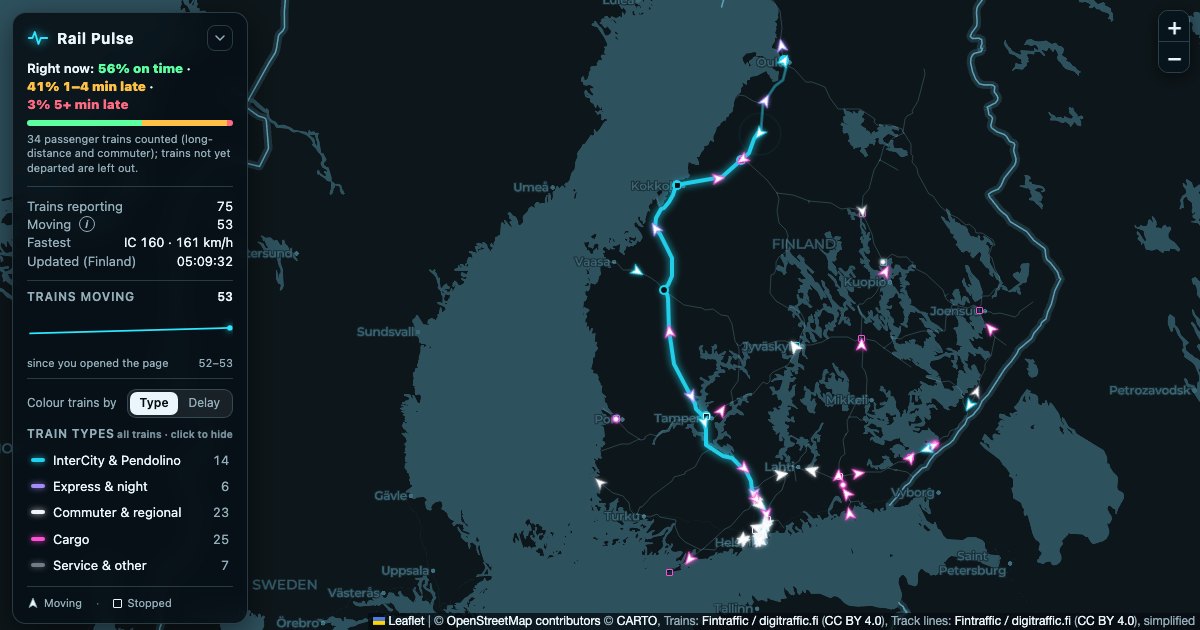 Rail Pulse
Right now: 56% on time ·
41% 1–4 min late ·
3% 5+ min late
34 passenger trains counted (long-
distance and commuter); trains not yet
departed are left out.
Trains reporting 75
Moving i 53
Fastest IC 160 · 161 km/h
Updated (Finland) 05:09:32
TRAINS MOVING 53
since you opened the page 52–53
Colour trains by Type Delay
TRAIN TYPES all trains · click to hide
InterCity & Pendolino 14
Express & night 6
Commuter & regional 23
Cargo 25
Service & other 7
Moving · Stopped
+
−
Umeå
Vaasa
FINLAND
Kuopio
Joensuu
Sundsvall
Jyväskylä
Petrozavodsk
Mikkeli
Tampere
Lahti
Vyborg
Gävle
Turku
Saint
Petersburg
Uppsala
SWEDEN
Västerås
Tallinn
Örebro
Leaflet | © OpenStreetMap contributors © CARTO, Trains: Fintraffic / digitraffic.fi (CC BY 4.0), Track lines: Fintraffic / digitraffic.fi (CC BY 4.0), simplified